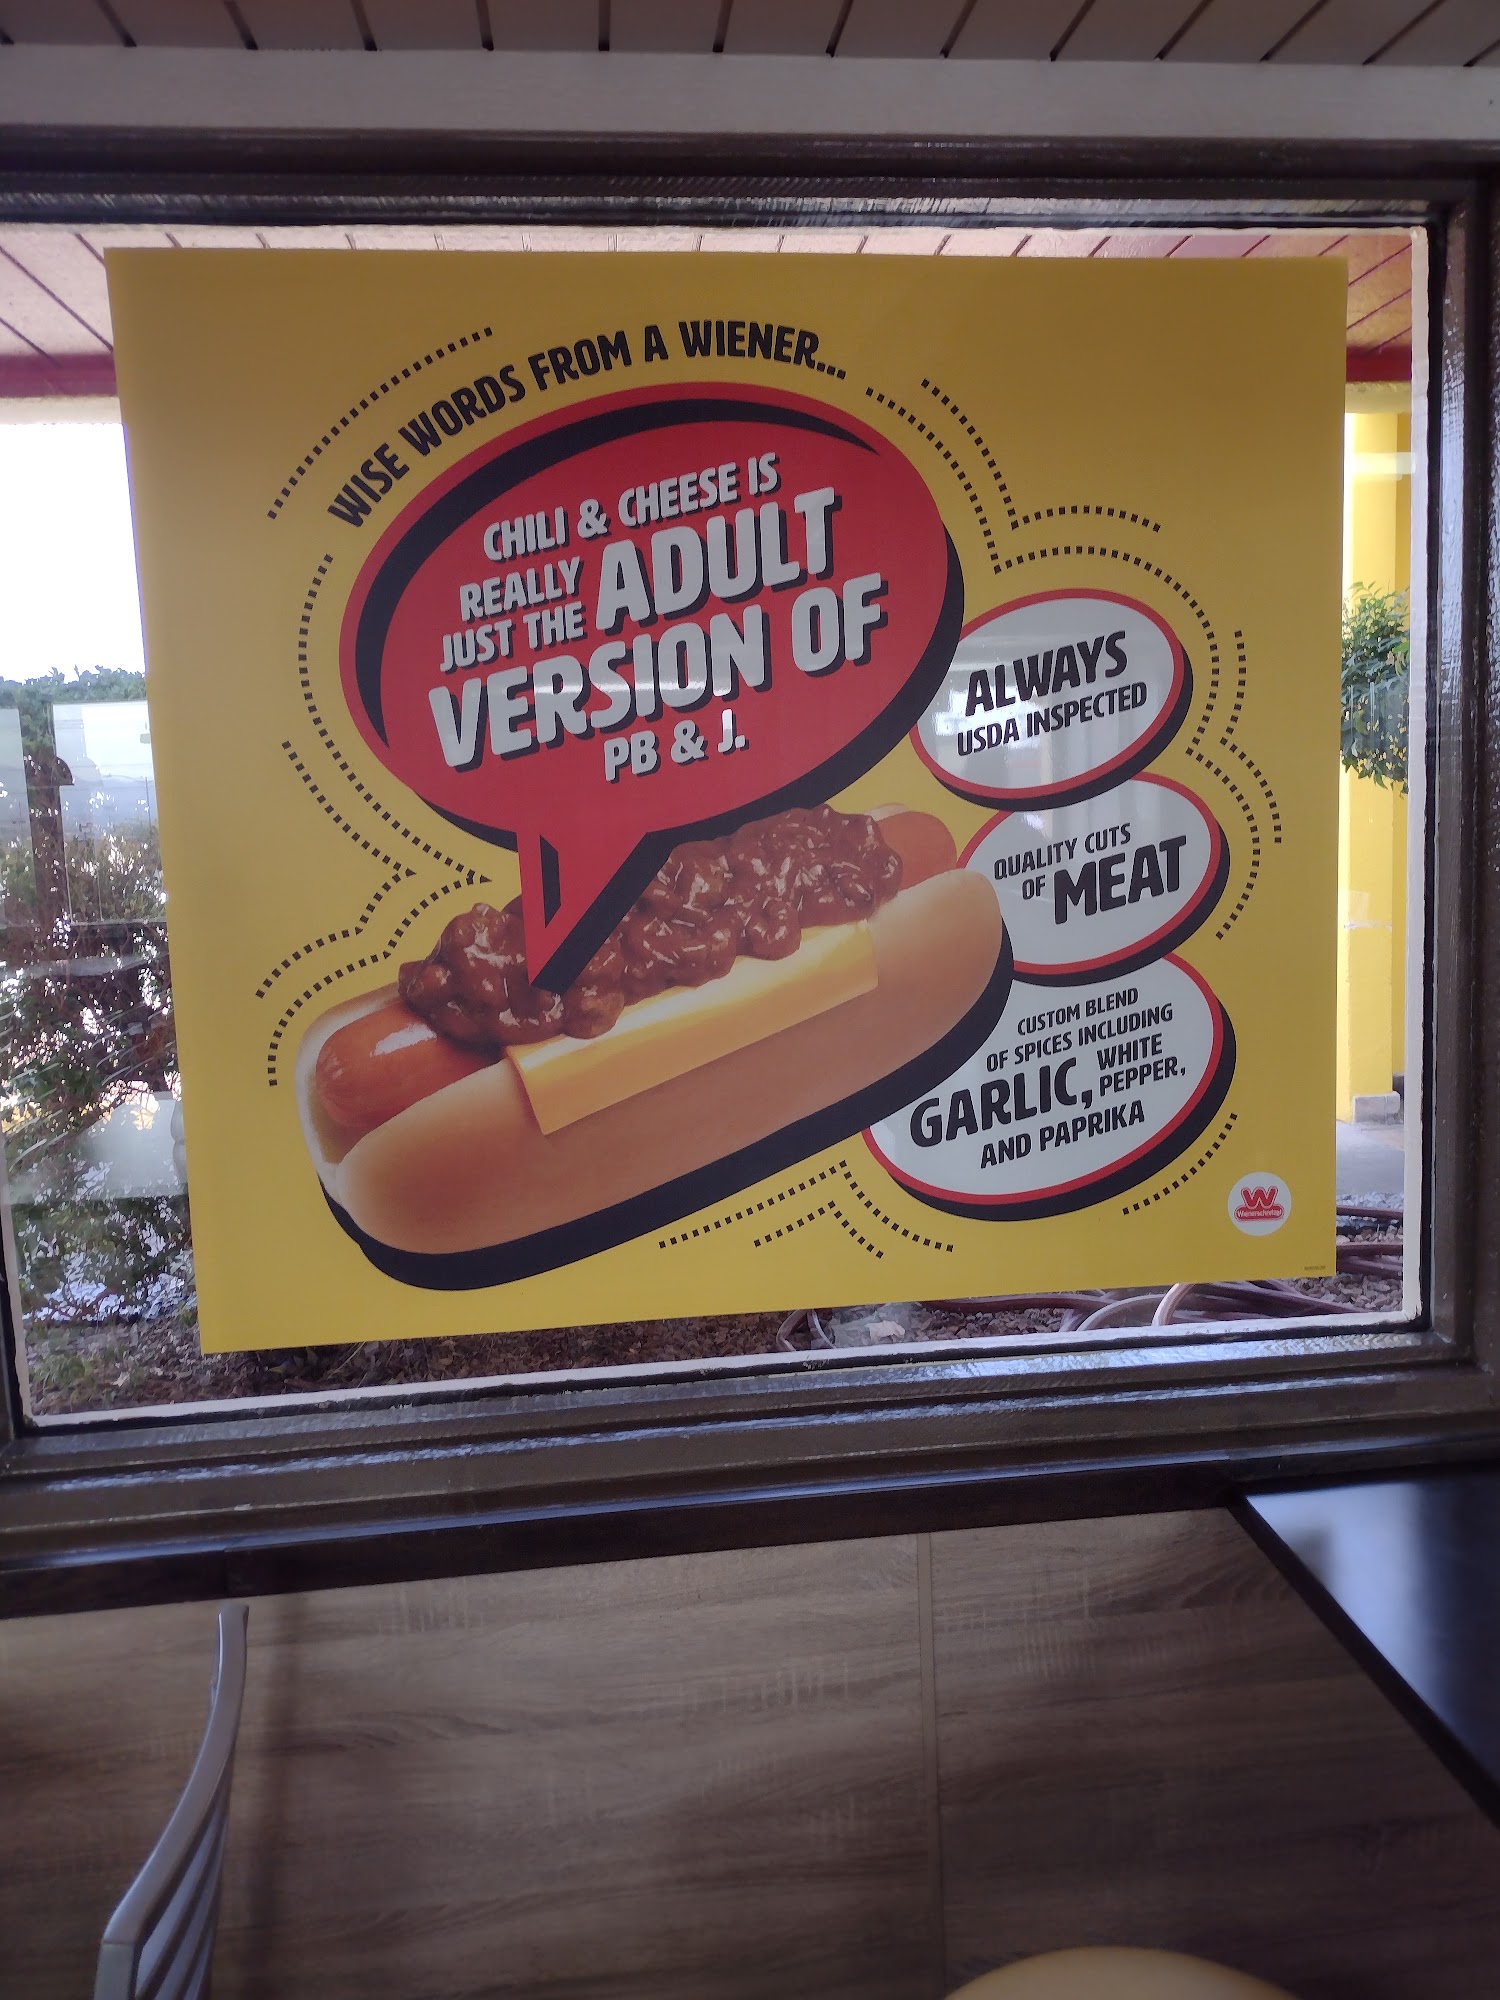 WISE WORDS FROM A WIENER...
CHILI & CHEESE IS
REALLY ADULT
JUST THE
VERSION OF
PB & J.
ALWAYS
USDA INSPECTED
QUALITY CUTS
OF MEAT
CUSTOM BLEND
OF SPICES INCLUDING
GARLIC, WHITE
PEPPER,
AND PAPRIKA
W
Wienerschnitzel